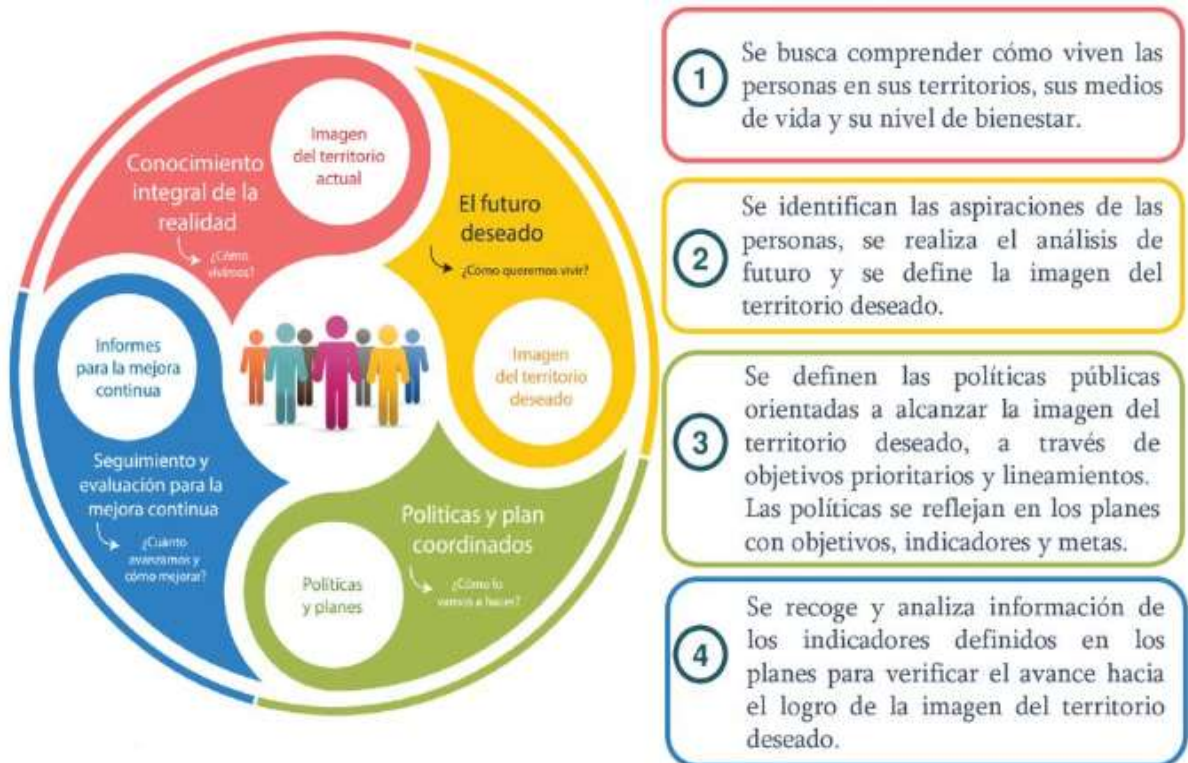 Conocimiento
integral de la
realidad
¿Cómo
vivimos?
Imagen
del territorio
actual
El futuro
deseado
¿Cómo queremos vivir?
Imagen
del territorio
deseado
Políticas y plan
coordinados
¿Cómo lo
vamos a hacer?
Políticas
y planes
Seguimiento y
evaluación para la
mejora continua
¿Cuánto
avanzamos y
cómo mejorar?
Informes
para la mejora
continua
1
Se busca comprender cómo viven las
personas en sus territorios, sus medios
de vida y su nivel de bienestar.
2
Se identifican las aspiraciones de las
personas, se realiza el análisis de
futuro y se define la imagen del
territorio deseado.
3
Se definen las políticas públicas
orientadas a alcanzar la imagen del
territorio deseado, a través de
objetivos prioritarios y lineamientos.
Las políticas se reflejan en los planes
con objetivos, indicadores y metas.
4
Se recoge y analiza información de
los indicadores definidos en los
planes para verificar el avance hacia
el logro de la imagen del territorio
deseado.